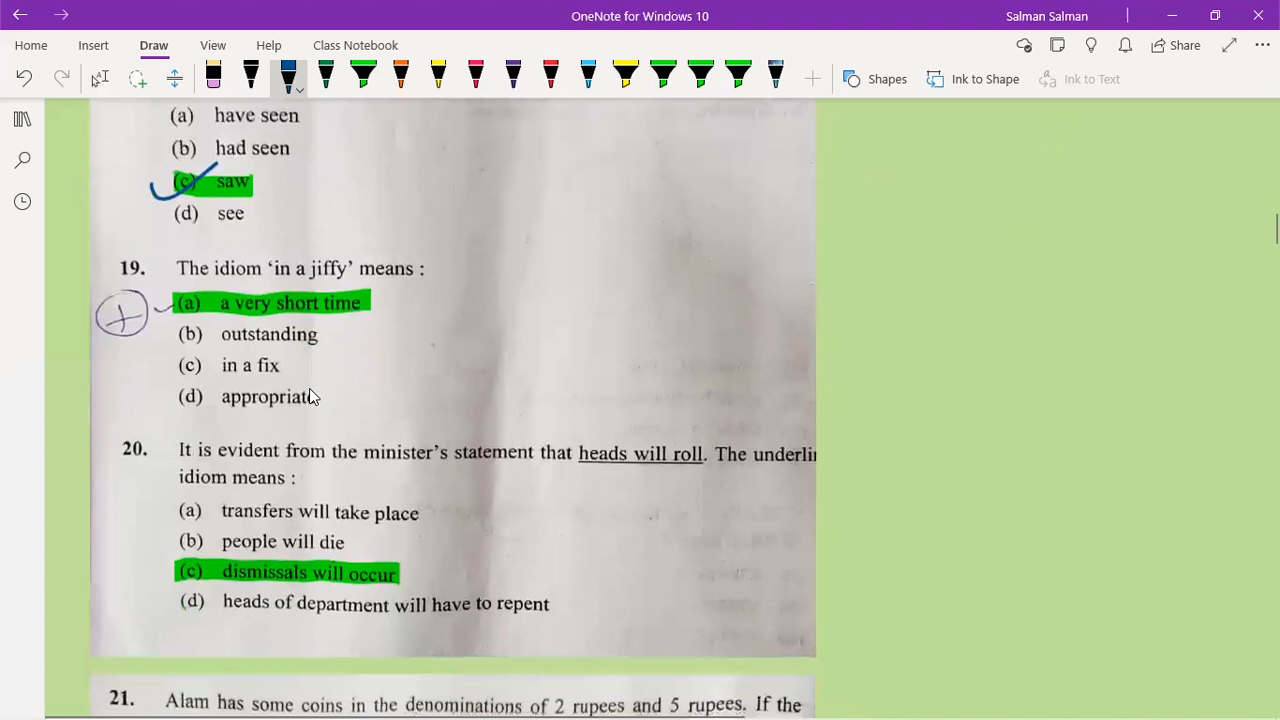 OneNote for Windows 10
Salman Salman
Home Insert Draw View Help Class Notebook
Share
Shapes
Ink to Shape
Ink to Text
(a) have seen
(b) had seen
(c) saw
(d) see
19. The idiom ‘in a jiffy’ means :
(a) a very short time
(b) outstanding
(c) in a fix
(d) appropriate
20. It is evident from the minister’s statement that heads will roll. The underli
idiom means :
(a) transfers will take place
(b) people will die
(c) dismissals will occur
(d) heads of department will have to repent
21. Alam has some coins in the denominations of 2 rupees and 5 rupees. If the